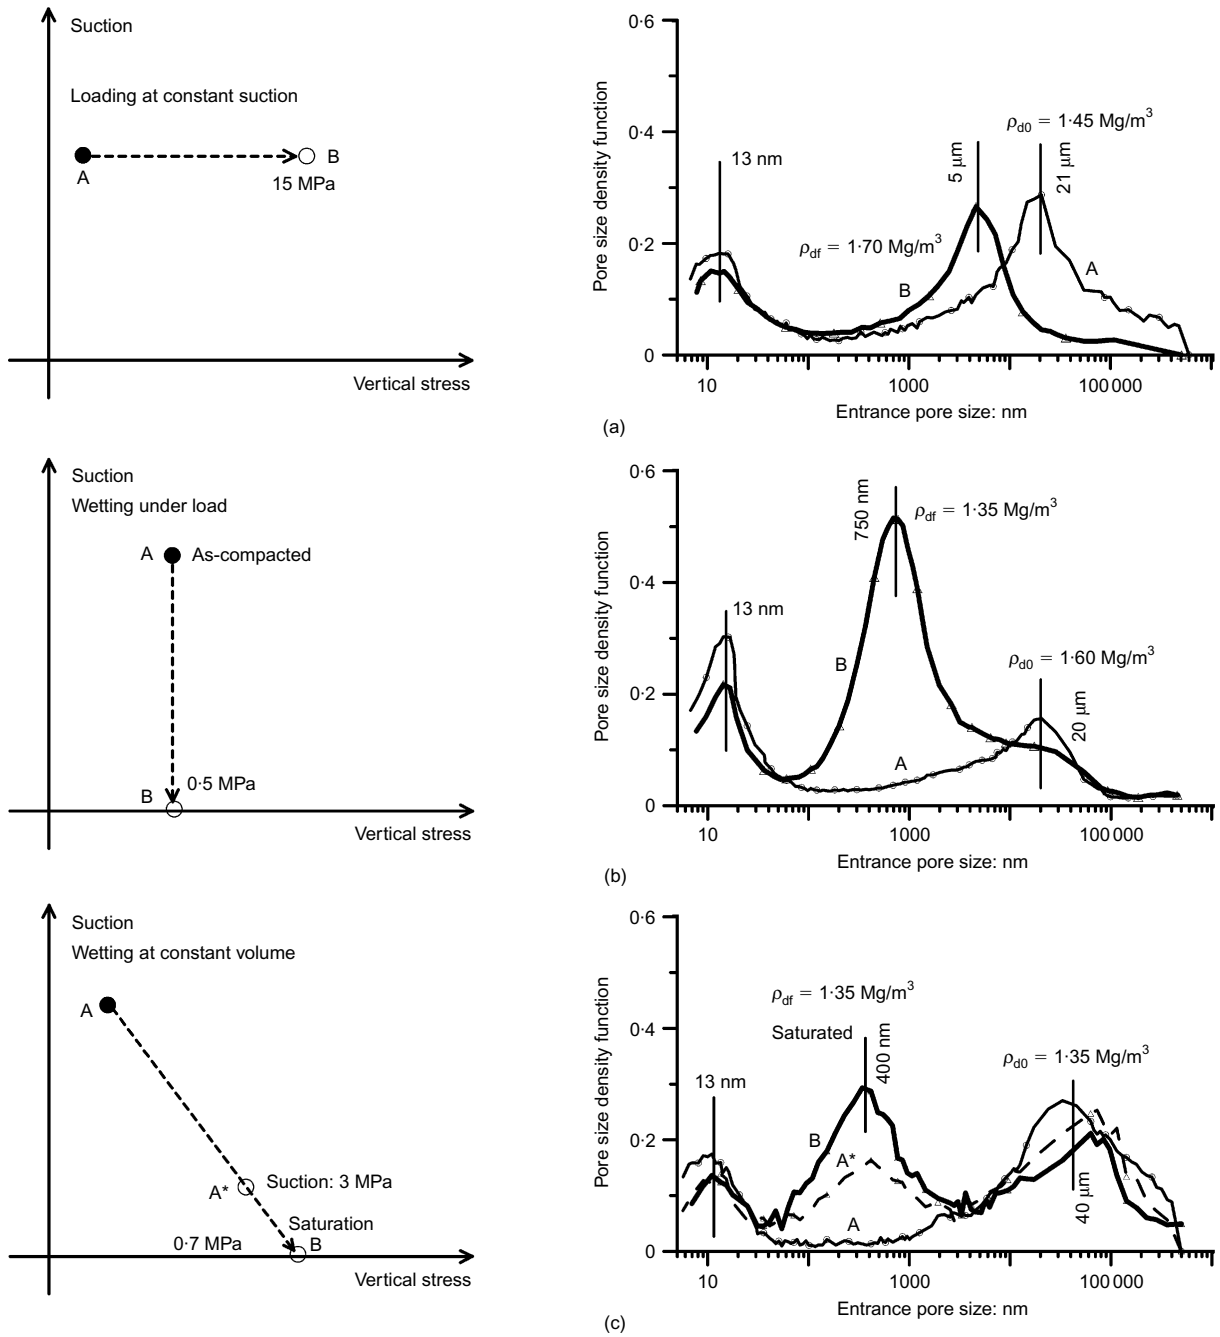 Suction
Loading at constant suction
A
B
15 MPa
Vertical stress
0·6
0·4
0·2
0
Pore size density function
13 nm
5 μm
21 μm
ρd0 = 1·45 Mg/m³
ρdf = 1·70 Mg/m³
B
A
10
1000
100 000
Entrance pore size: nm
(a)
Suction
Wetting under load
A
As-compacted
B
0·5 MPa
Vertical stress
0·6
0·4
0·2
0
Pore size density function
750 nm
ρdf = 1·35 Mg/m³
13 nm
B
ρd0 = 1·60 Mg/m³
20 μm
A
10
1000
100 000
Entrance pore size: nm
(b)
Suction
Wetting at constant volume
A
A*
Suction: 3 MPa
Saturation
0·7 MPa
B
Vertical stress
0·6
0·4
0·2
0
Pore size density function
ρdf = 1·35 Mg/m³
Saturated
400 nm
ρd0 = 1·35 Mg/m³
13 nm
B
A*
A
40 μm
10
1000
100 000
Entrance pore size: nm
(c)